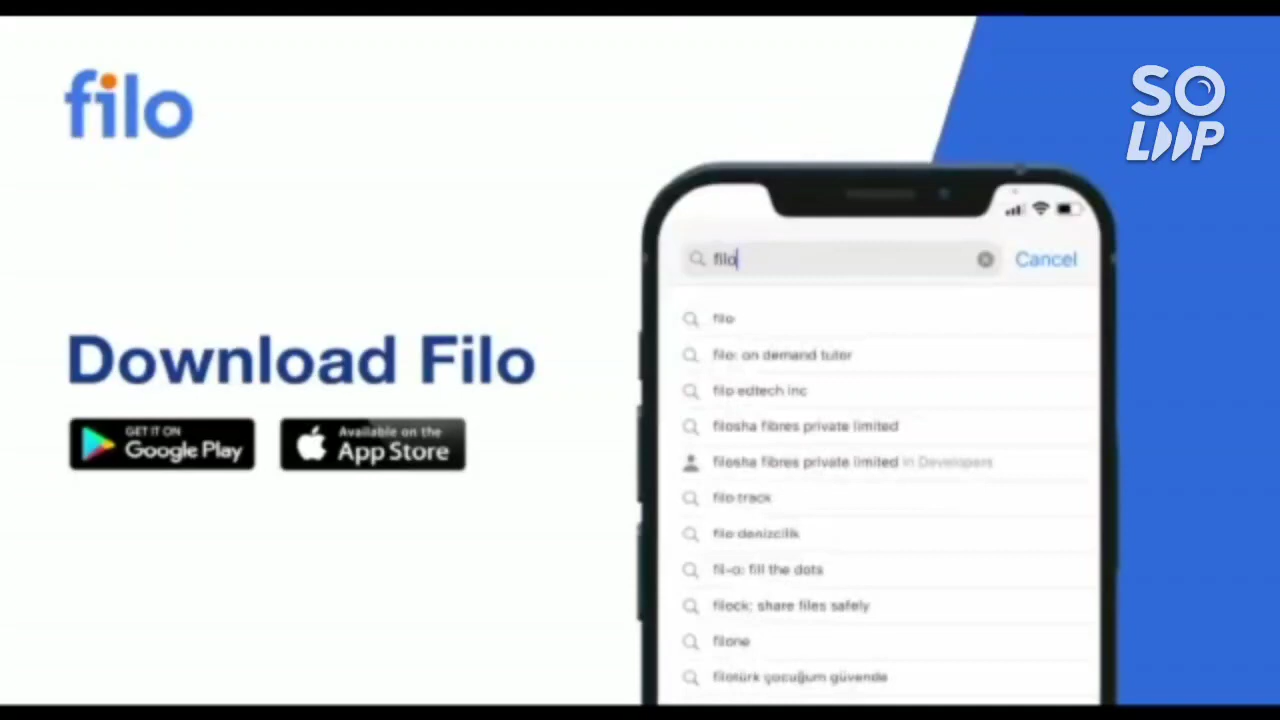 filo
SO
LOOP
filo
Cancel
filo
filo: on demand tutor
filo edtech inc
filosha fibres private limited
filosha fibres private limited in Developers
filo track
filo denizcilik
fil-o: fill the dots
filock: share files safely
filone
filotürk çocuğum güvende
Download Filo
GET IT ON
Google Play
Available on the
App Store